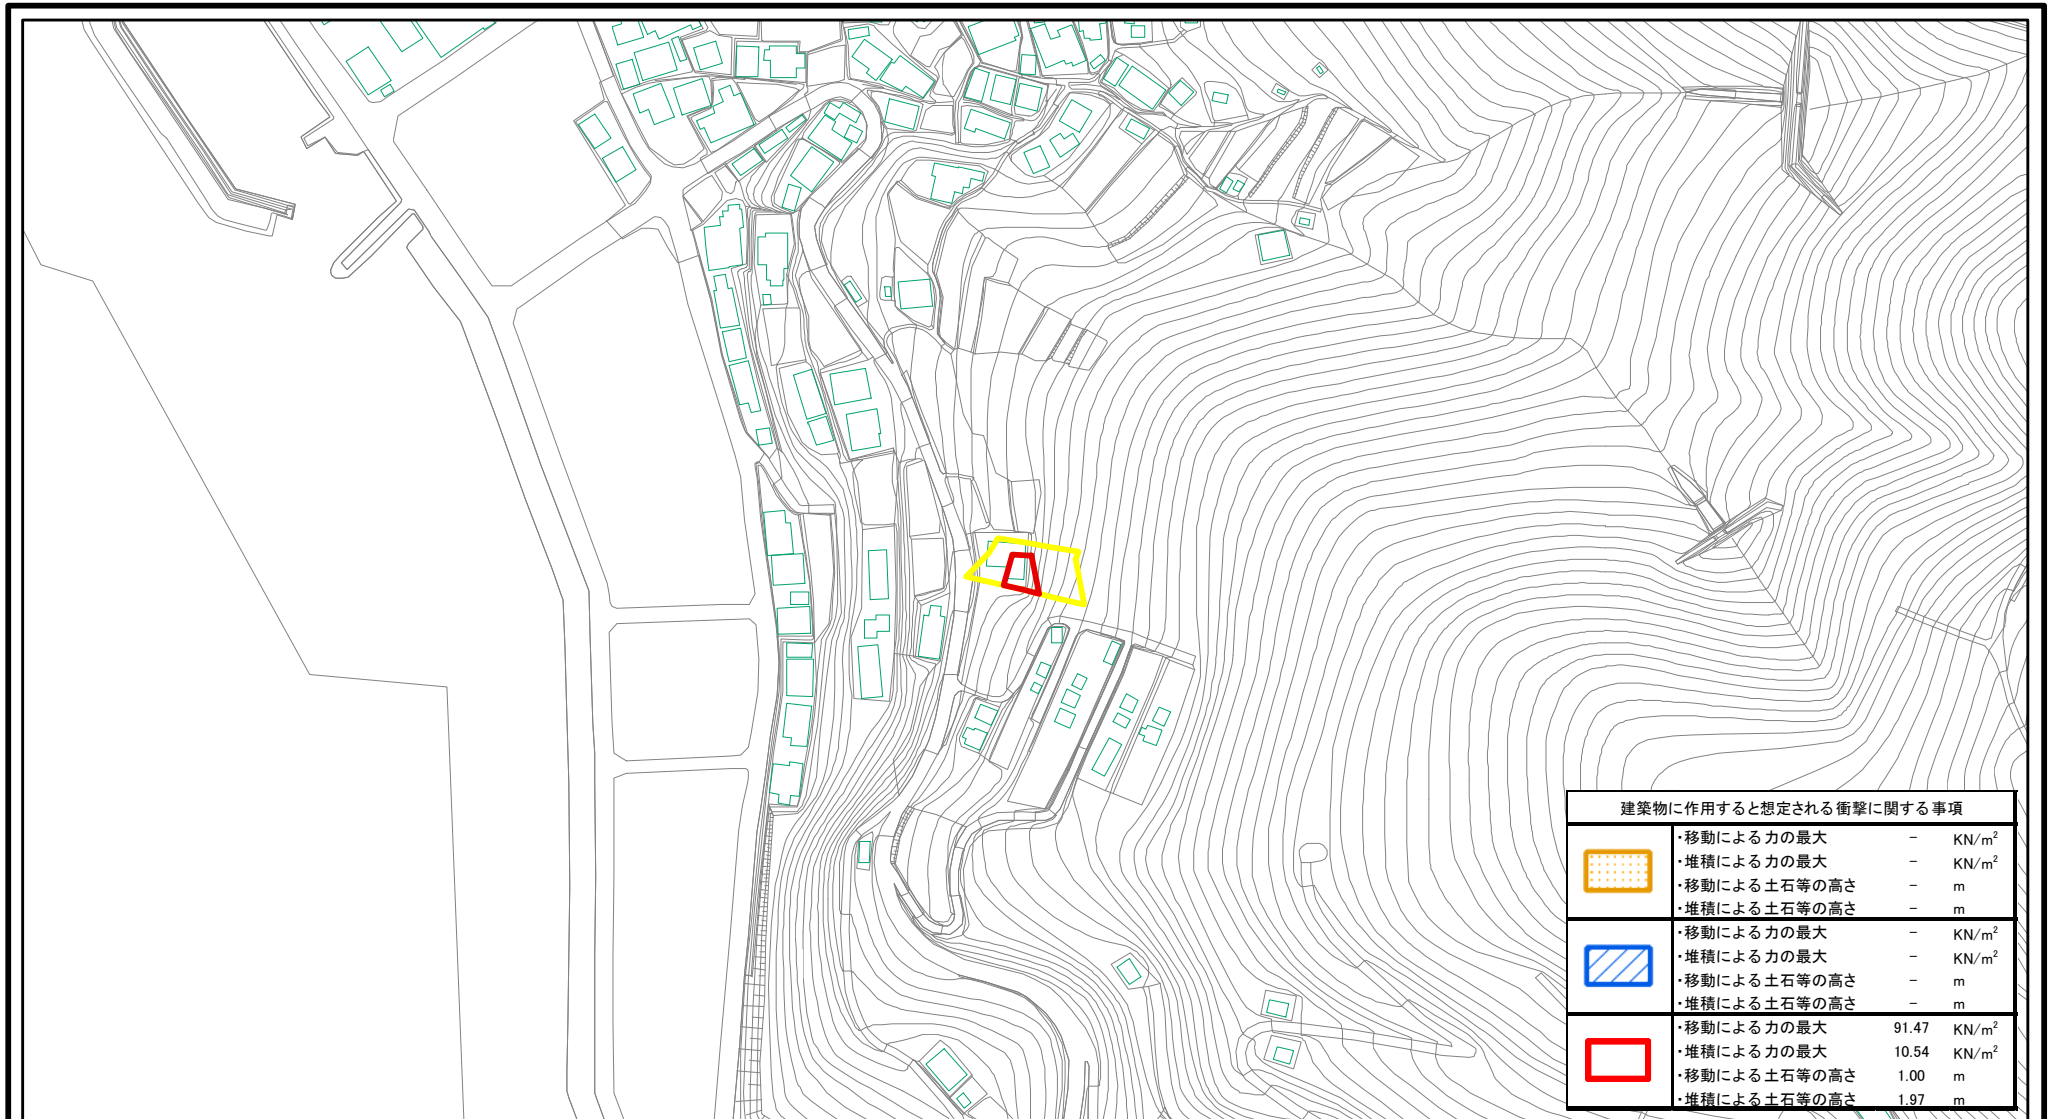 建築物に作用すると想定される衝撃に関する事項
・移動による力の最大 － KN/m²
・堆積による力の最大 － KN/m²
・移動による土石等の高さ － m
・堆積による土石等の高さ － m
・移動による力の最大 － KN/m²
・堆積による力の最大 － KN/m²
・移動による土石等の高さ － m
・堆積による土石等の高さ － m
・移動による力の最大 91.47 KN/m²
・堆積による力の最大 10.54 KN/m²
・移動による土石等の高さ 1.00 m
・堆積による土石等の高さ 1.97 m